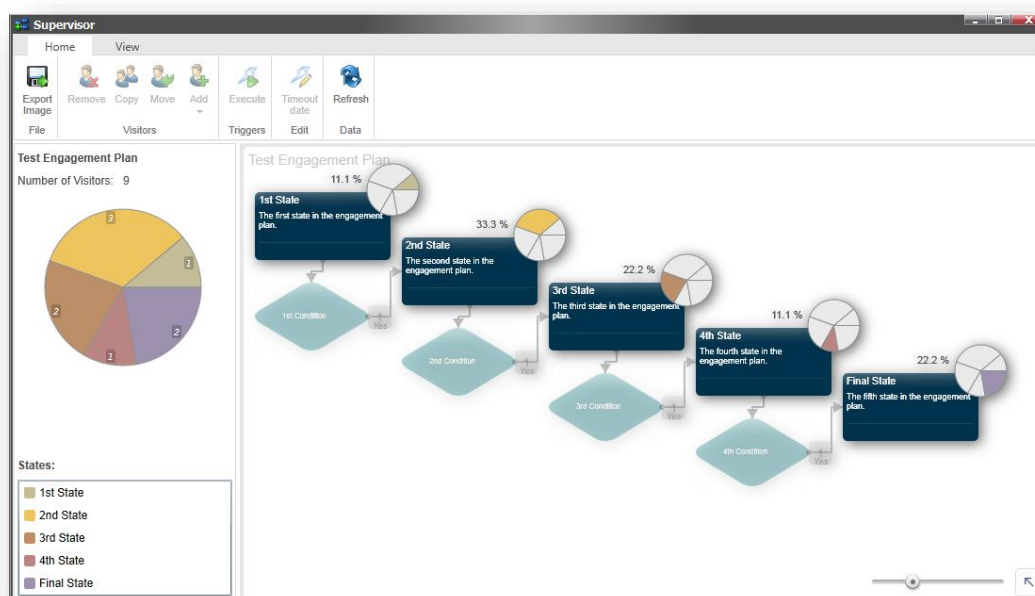 Supervisor
Home View
Export Image
Remove
Copy
Move
Add
Execute
Timeout date
Refresh
File
Visitors
Triggers
Edit
Data
Test Engagement Plan
Number of Visitors: 9
3
1
2
2
1
States:
1st State
2nd State
3rd State
4th State
Final State
Test Engagement Plan
11.1 %
1st State
The first state in the engagement
plan.
1st Condition
Yes
33.3 %
2nd State
The second state in the
engagement plan.
2nd Condition
Yes
22.2 %
3rd State
The third state in the engagement
plan.
3rd Condition
Yes
11.1 %
4th State
The fourth state in the
engagement plan.
4th Condition
Yes
22.2 %
Final State
The fifth state in the engagement
plan.